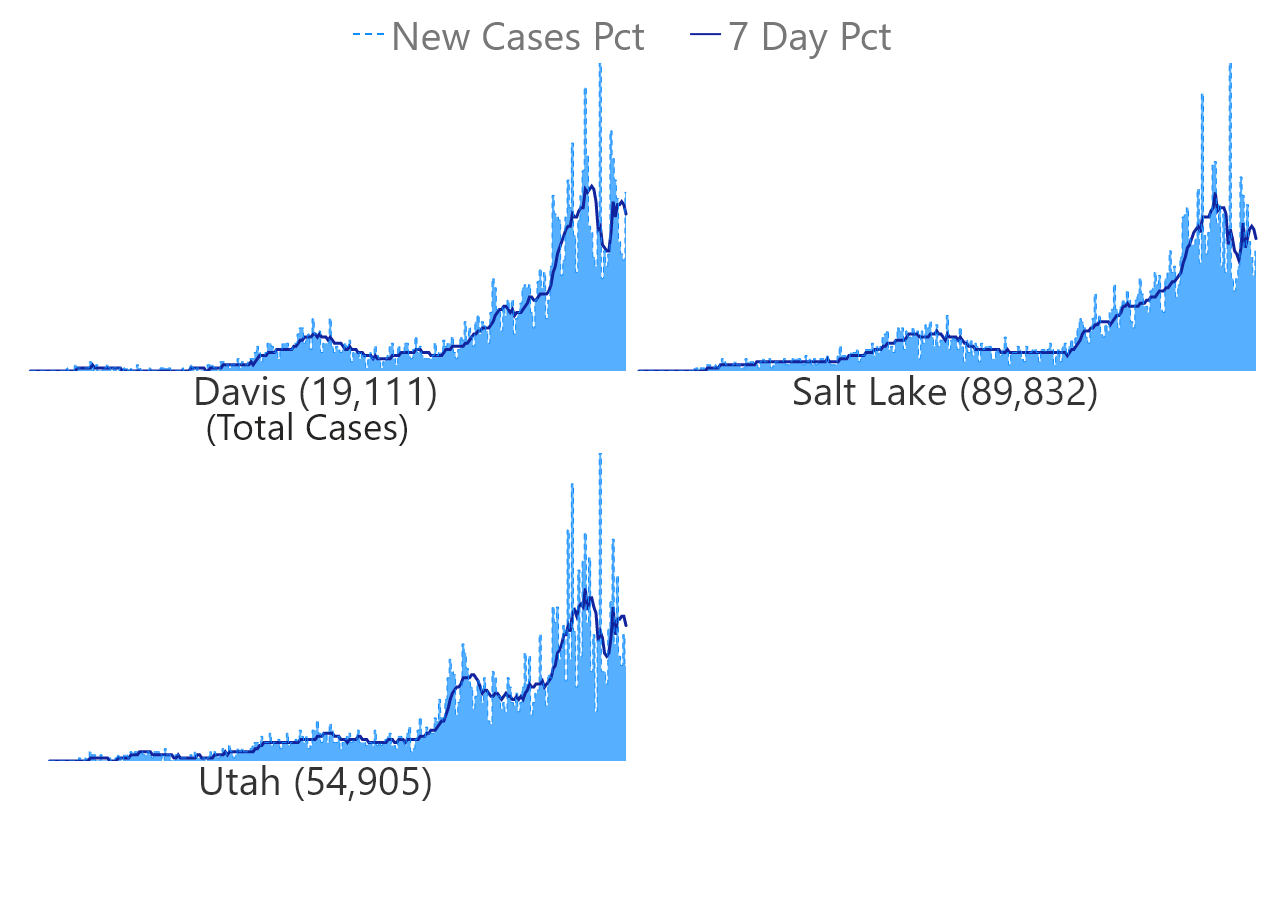 New Cases Pct 7 Day Pct
Davis (19,111)
(Total Cases)
Salt Lake (89,832)
Utah (54,905)